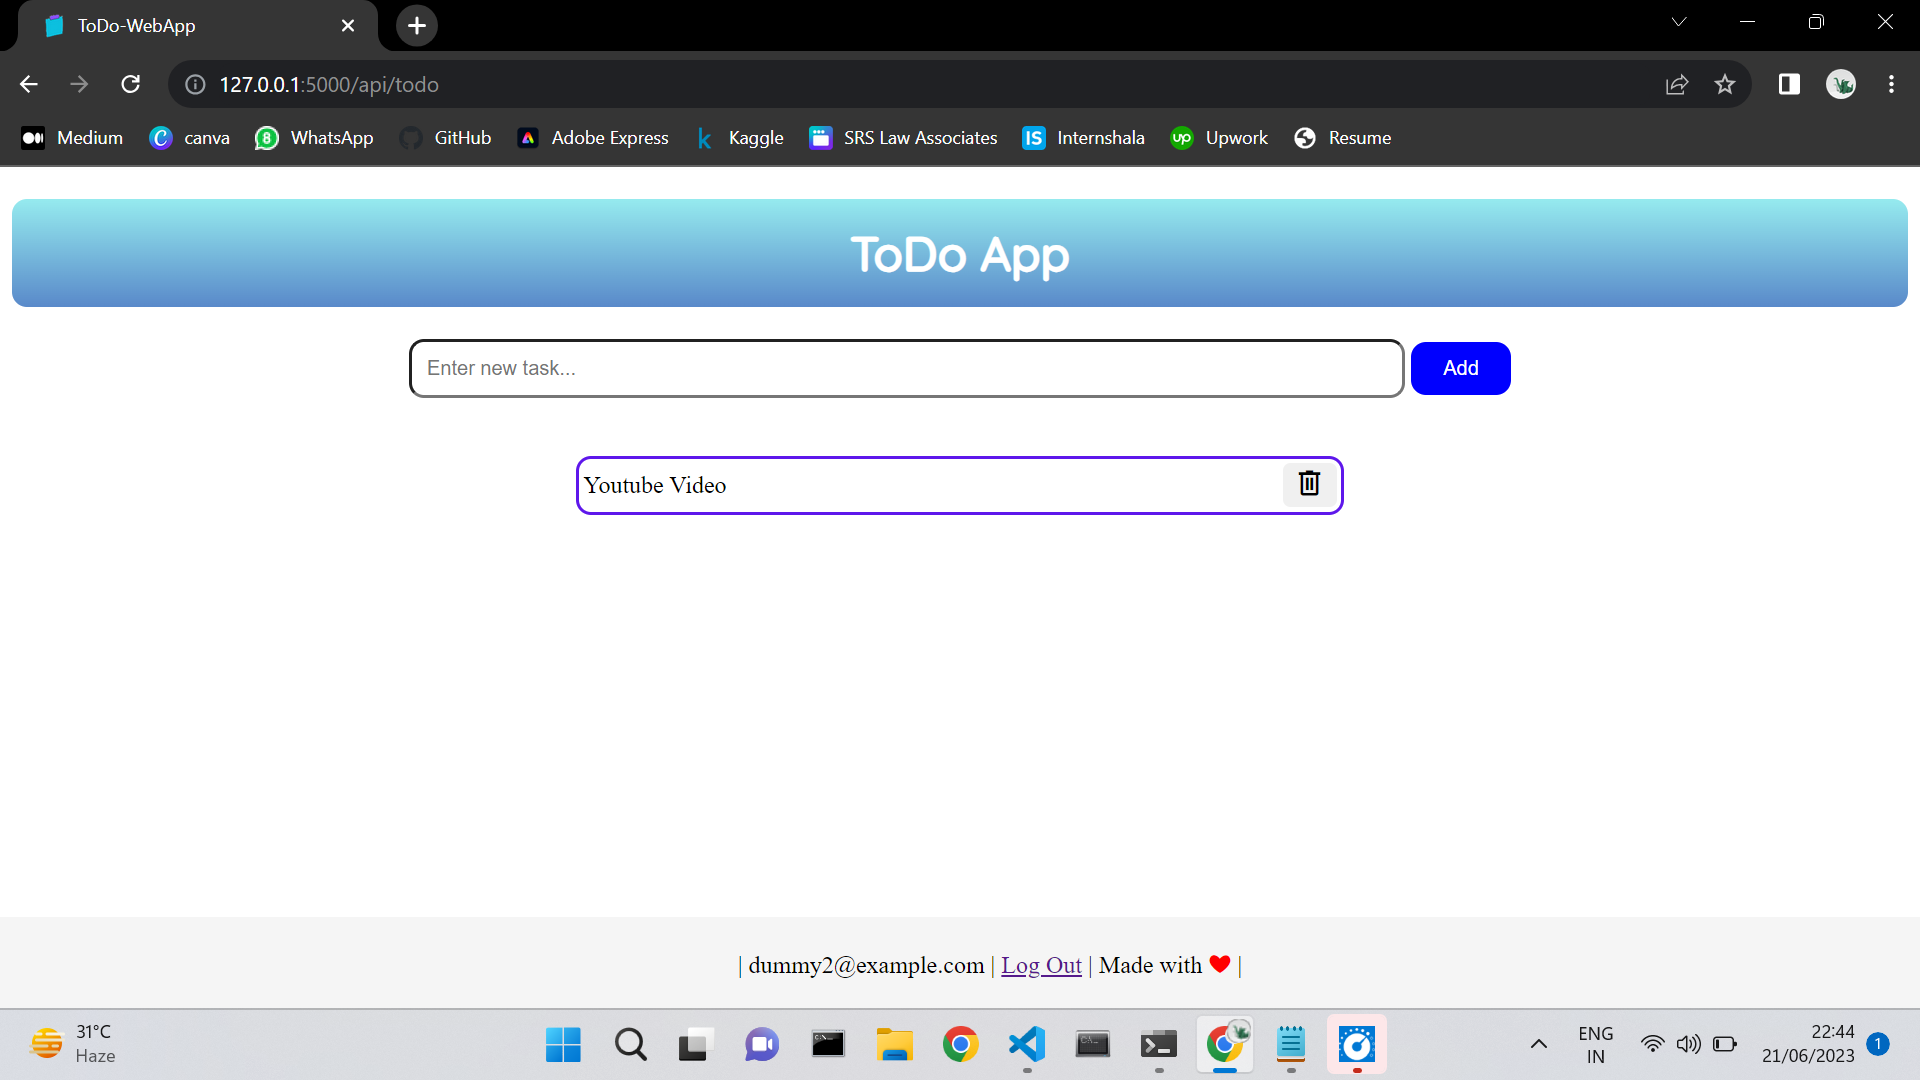 ToDo-WebApp
127.0.0.1:5000/api/todo
Medium canva WhatsApp GitHub Adobe Express Kaggle SRS Law Associates Internshala Upwork Resume
ToDo App
Enter new task... Add
Youtube Video
| dummy2@example.com | Log Out | Made with ❤ |
31°C
Haze
ENG
IN
22:44
21/06/2023
1